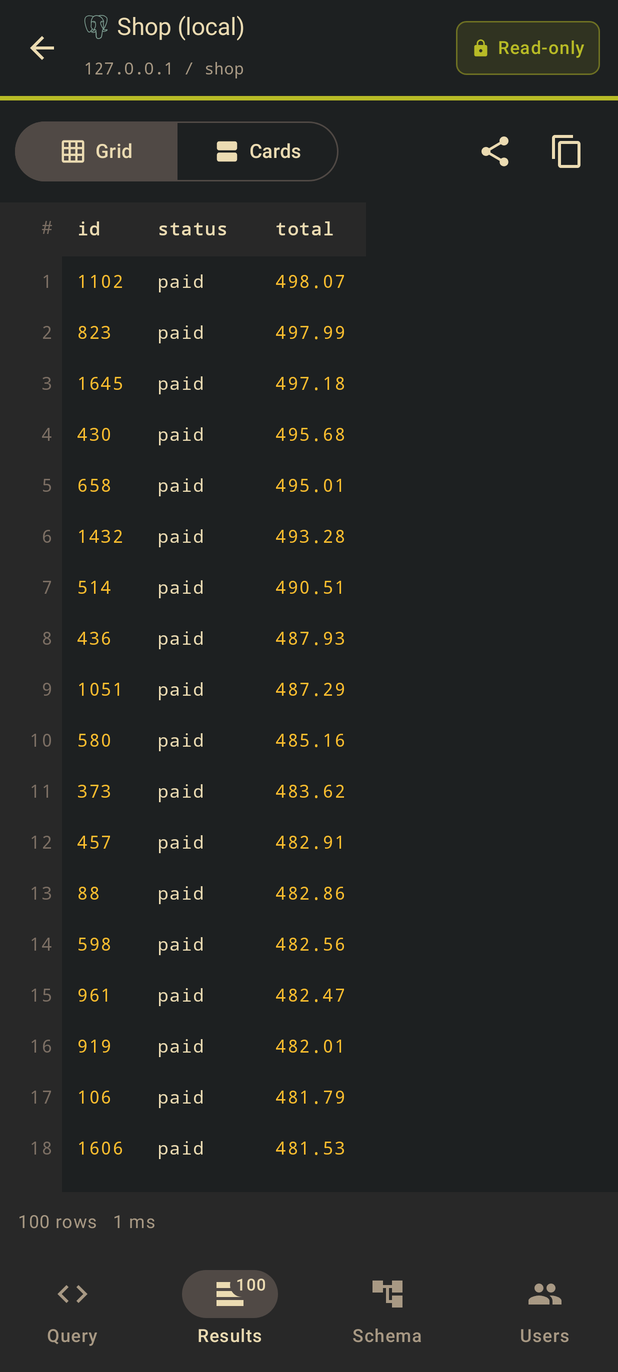 Shop (local)
127.0.0.1 / shop
Read-only
Grid
Cards
# id status total
1 1102 paid 498.07
2 823 paid 497.99
3 1645 paid 497.18
4 430 paid 495.68
5 658 paid 495.01
6 1432 paid 493.28
7 514 paid 490.51
8 436 paid 487.93
9 1051 paid 487.29
10 580 paid 485.16
11 373 paid 483.62
12 457 paid 482.91
13 88 paid 482.86
14 598 paid 482.56
15 961 paid 482.47
16 919 paid 482.01
17 106 paid 481.79
18 1606 paid 481.53
100 rows 1 ms
100
Query
Results
Schema
Users